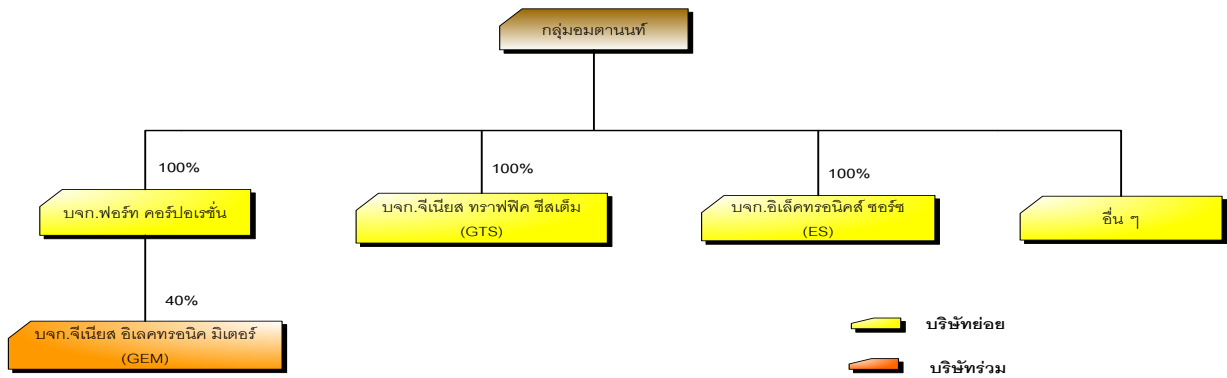 กลุ่มอมตานนท์
100%
100%
100%
บจก.ฟอร์ท คอร์ปอเรชั่น
บจก.จีเนียส ทราฟฟิค ซีสเต็ม
(GTS)
บจก.อิเล็คทรอนิคส์ ซอร์ซ
(ES)
อื่น ๆ
40%
บจก.จีเนียส อิเลคทรอนิค มิเตอร์
(GEM)
บริษัทย่อย
บริษัทร่วม